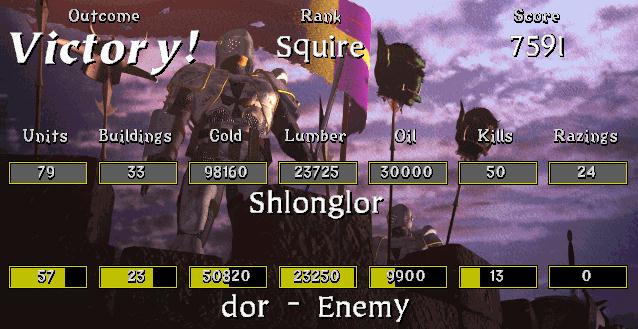 Outcome Rank Score
Victory! Squire 7591
Units Buildings Gold Lumber Oil Kills Razings
79 33 98160 23725 30000 50 24
Shlonglor
57 23 50820 23250 9900 13 0
dor - Enemy